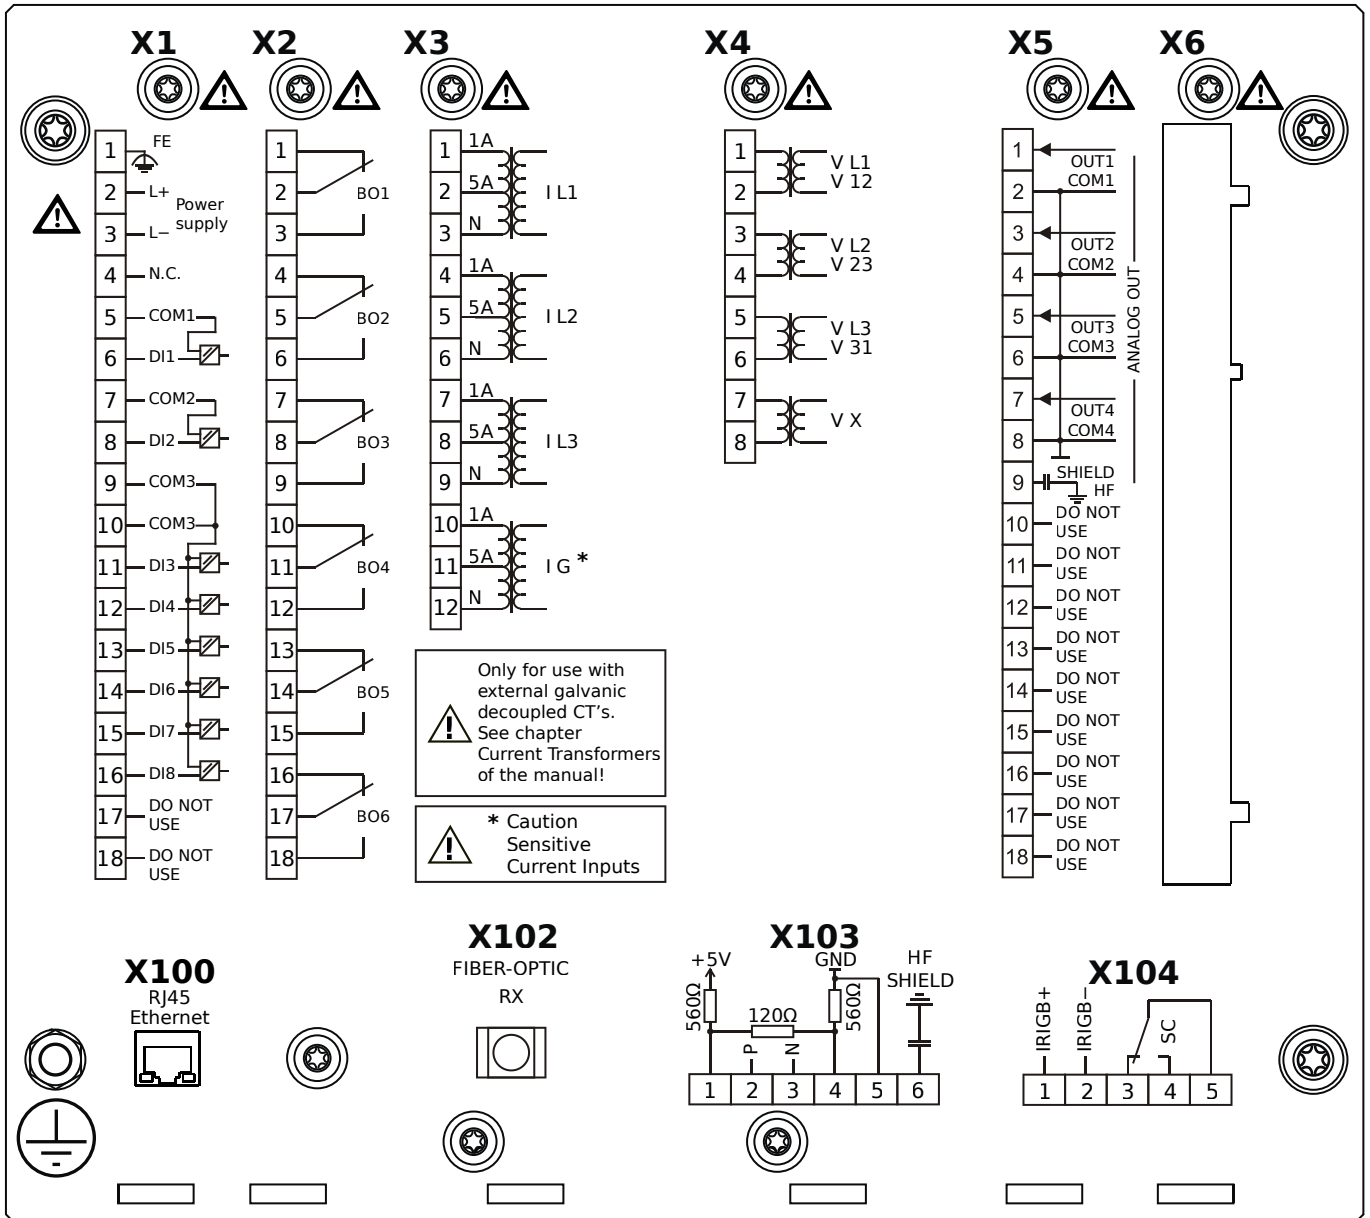 X1
X2
X3
X4
X5
X6
1 FE
2 L+
Power
supply
3 L−
4 N.C.
5 COM1
6 DI1
7 COM2
8 DI2
9 COM3
10 COM3
11 DI3
12 DI4
13 DI5
14 DI6
15 DI7
16 DI8
17 DO NOT
USE
18 DO NOT
USE
1
2 BO1
3
4
5 BO2
6
7
8 BO3
9
10
11 BO4
12
13
14 BO5
15
16
17 BO6
18
1 1A
2 5A I L1
3 N
4 1A
5 5A I L2
6 N
7 1A
8 5A I L3
9 N
10 1A
11 5A I G *
12 N
Only for use with
external galvanic
decoupled CT's.
See chapter
Current Transformers
of the manual!
* Caution
Sensitive
Current Inputs
1 V L1
2 V 12
3 V L2
4 V 23
5 V L3
6 V 31
7 V X
8
1 OUT1
2 COM1
3 OUT2
4 COM2
5 OUT3
6 COM3
7 OUT4
8 COM4
ANALOG OUT
9 SHIELD
HF
10 DO NOT
USE
11 DO NOT
USE
12 DO NOT
USE
13 DO NOT
USE
14 DO NOT
USE
15 DO NOT
USE
16 DO NOT
USE
17 DO NOT
USE
18 DO NOT
USE
X100
RJ45
Ethernet
X102
FIBER-OPTIC
RX
X103
+5V
GND
HF
SHIELD
560Ω
120Ω
560Ω
P
N
1 2 3 4 5 6
X104
IRIGB+
IRIGB−
SC
1 2 3 4 5